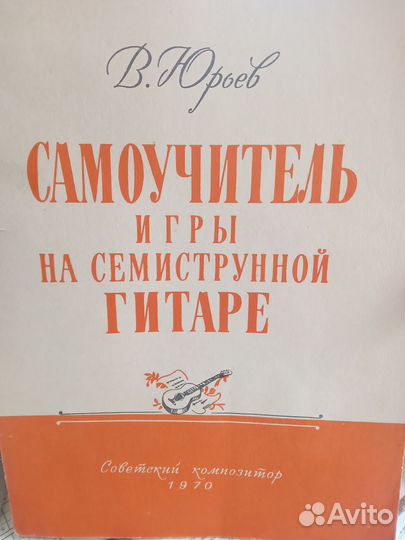 В. Юрьев
САМОУЧИТЕЛЬ
ИГРЫ
НА СЕМИСТРУННОЙ
ГИТАРЕ
Советский композитор
1970
Avito